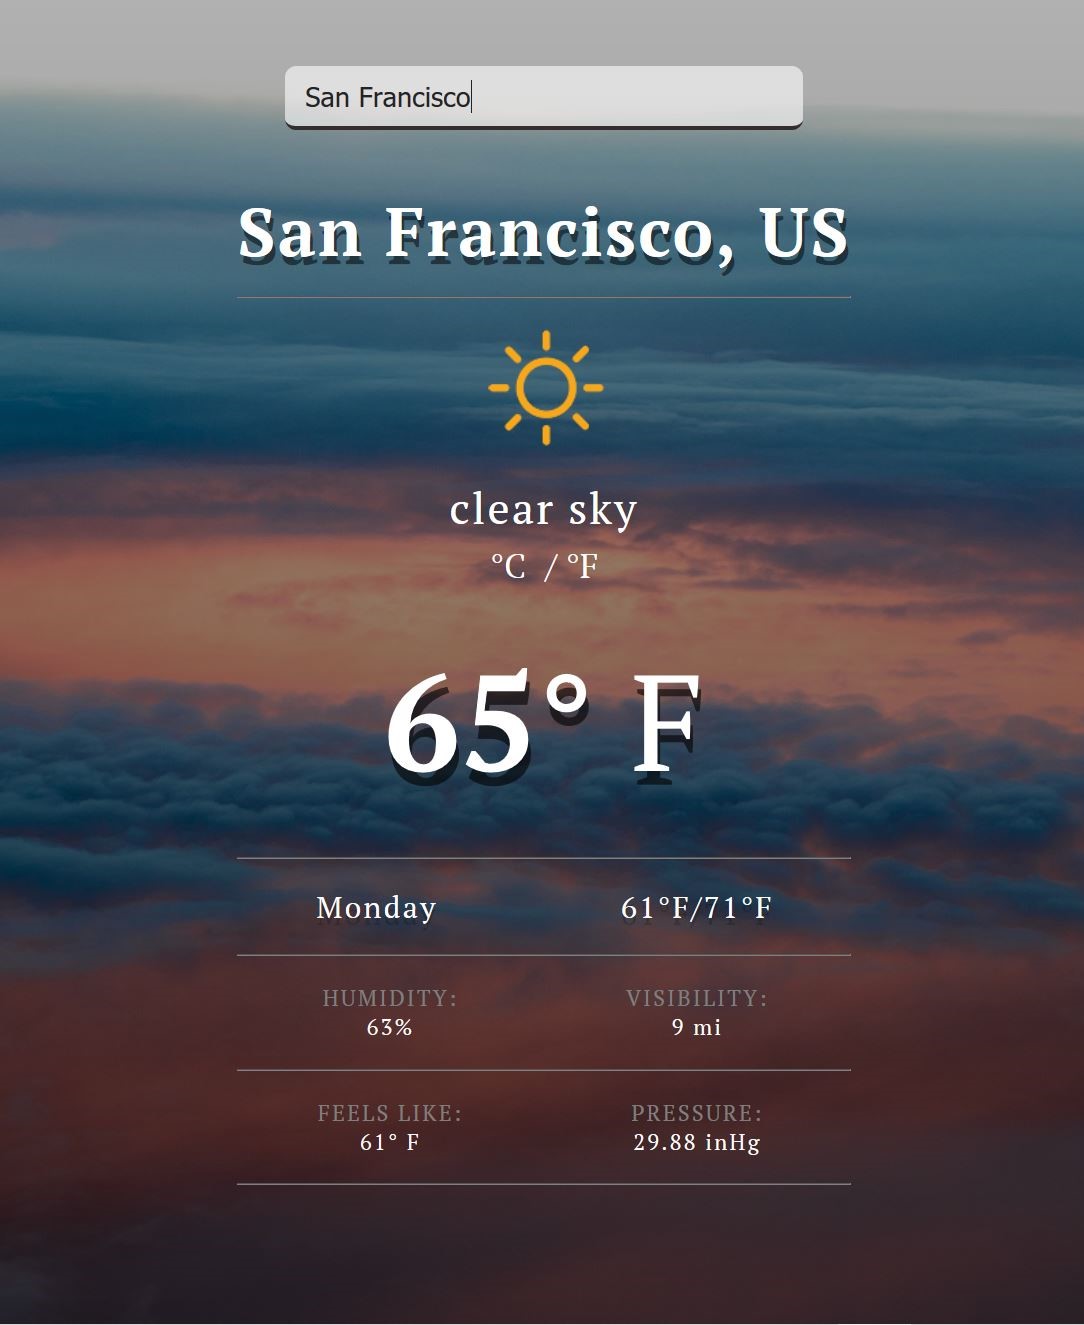 San Francisco
San Francisco, US
clear sky
°C / °F
65° F
Monday 61°F/71°F
HUMIDITY: VISIBILITY:
63% 9 mi
FEELS LIKE: PRESSURE:
61° F 29.88 inHg